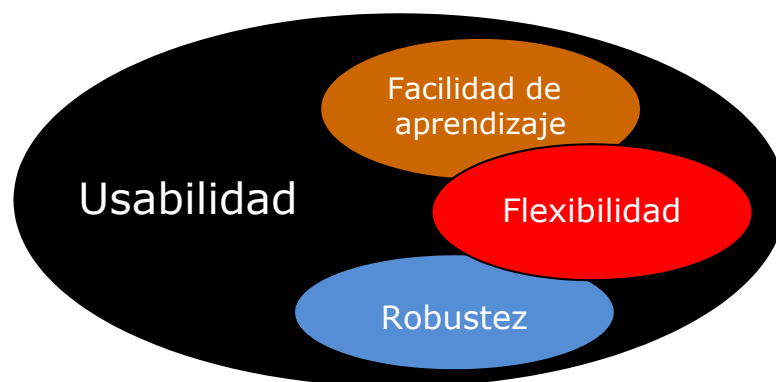 Facilidad de
aprendizaje
Usabilidad
Flexibilidad
Robustez